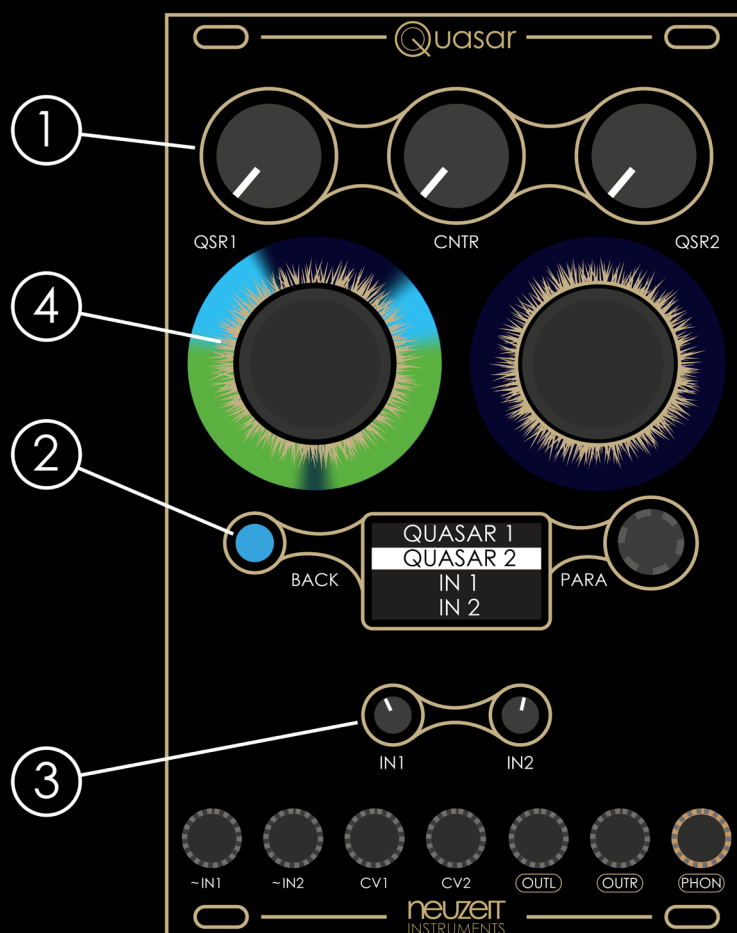 Quasar
1
QSR1 CNTR QSR2
4
2
QUASAR 1
QUASAR 2
IN 1
IN 2
BACK PARA
IN1 IN2
3
~IN1 ~IN2 CV1 CV2 OUTL OUTR PHON
neuzeit
INSTRUMENTS